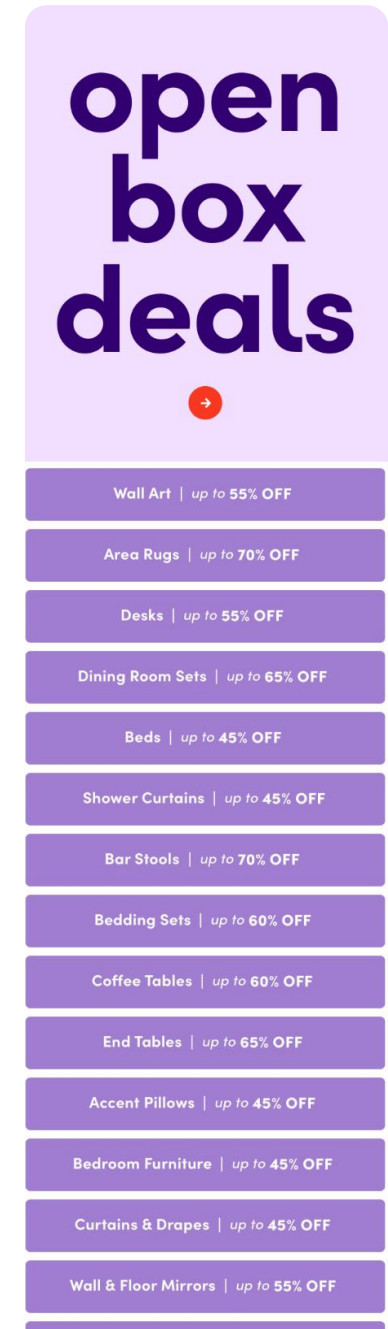 open
box
deals
Wall Art | up to 55% OFF
Area Rugs | up to 70% OFF
Desks | up to 55% OFF
Dining Room Sets | up to 65% OFF
Beds | up to 45% OFF
Shower Curtains | up to 45% OFF
Bar Stools | up to 70% OFF
Bedding Sets | up to 60% OFF
Coffee Tables | up to 60% OFF
End Tables | up to 65% OFF
Accent Pillows | up to 45% OFF
Bedroom Furniture | up to 45% OFF
Curtains & Drapes | up to 45% OFF
Wall & Floor Mirrors | up to 55% OFF